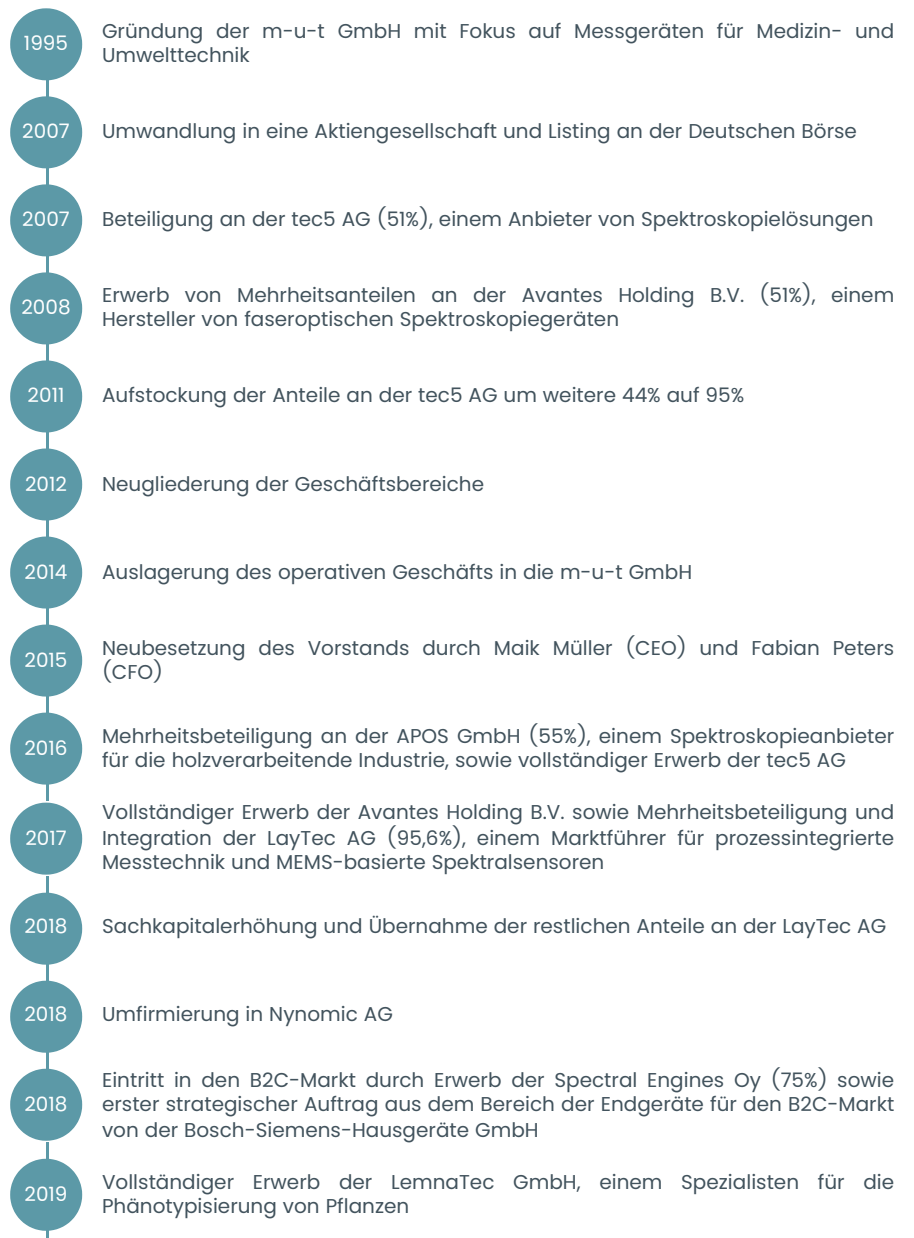 1995
Gründung der m-u-t GmbH mit Fokus auf Messgeräten für Medizin- und
Umwelttechnik
2007
Umwandlung in eine Aktiengesellschaft und Listing an der Deutschen Börse
2007
Beteiligung an der tec5 AG (51%), einem Anbieter von Spektroskopielösungen
2008
Erwerb von Mehrheitsanteilen an der Avantes Holding B.V. (51%), einem
Hersteller von faseroptischen Spektroskopiegeräten
2011
Aufstockung der Anteile an der tec5 AG um weitere 44% auf 95%
2012
Neugliederung der Geschäftsbereiche
2014
Auslagerung des operativen Geschäfts in die m-u-t GmbH
2015
Neubesetzung des Vorstands durch Maik Müller (CEO) und Fabian Peters
(CFO)
2016
Mehrheitsbeteiligung an der APOS GmbH (55%), einem Spektroskopieanbieter
für die holzverarbeitende Industrie, sowie vollständiger Erwerb der tec5 AG
2017
Vollständiger Erwerb der Avantes Holding B.V. sowie Mehrheitsbeteiligung und
Integration der LayTec AG (95,6%), einem Marktführer für prozessintegrierte
Messtechnik und MEMS-basierte Spektralsensoren
2018
Sachkapitalerhöhung und Übernahme der restlichen Anteile an der LayTec AG
2018
Umfirmierung in Nynomic AG
2018
Eintritt in den B2C-Markt durch Erwerb der Spectral Engines Oy (75%) sowie
erster strategischer Auftrag aus dem Bereich der Endgeräte für den B2C-Markt
von der Bosch-Siemens-Hausgeräte GmbH
2019
Vollständiger Erwerb der LemnaTec GmbH, einem Spezialisten für die
Phänotypisierung von Pflanzen